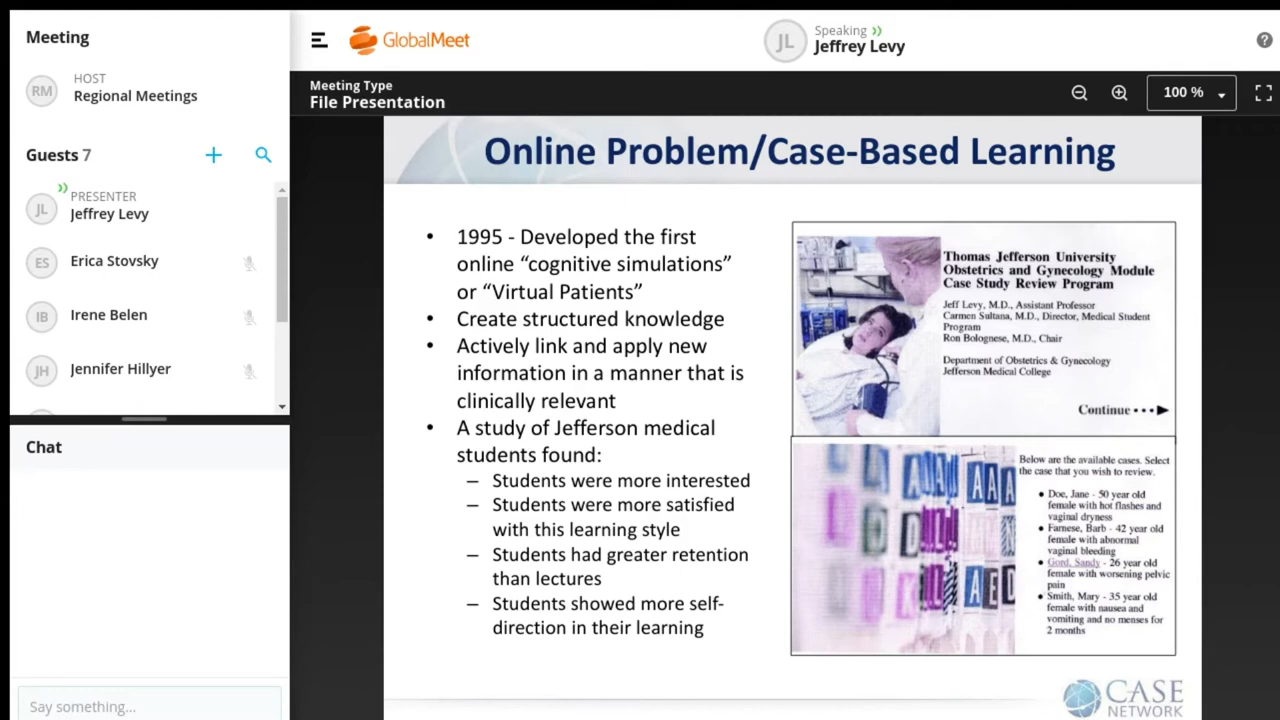 Meeting
RM
HOST
Regional Meetings
Guests 7
JL
PRESENTER
Jeffrey Levy
ES
Erica Stovsky
IB
Irene Belen
JH
Jennifer Hillyer
Chat
Say something...
GlobalMeet
JL
Speaking
Jeffrey Levy
Meeting Type
File Presentation
100 %
Online Problem/Case-Based Learning
• 1995 - Developed the first
online “cognitive simulations”
or “Virtual Patients”
• Create structured knowledge
• Actively link and apply new
information in a manner that is
clinically relevant
• A study of Jefferson medical
students found:
– Students were more interested
– Students were more satisfied
with this learning style
– Students had greater retention
than lectures
– Students showed more self-
direction in their learning
Thomas Jefferson University
Obstetrics and Gynecology Module
Case Study Review Program
Jeff Levy, M.D., Assistant Professor
Carmen Sultana, M.D., Director, Medical Student
Program
Ron Bolognese, M.D., Chair
Department of Obstetrics & Gynecology
Jefferson Medical College
Continue • • •
Below are the available cases. Select
the case that you wish to review.
• Doe, Jane - 50 year old
female with hot flashes and
vaginal dryness
• Farnese, Barb - 42 year old
female with abnormal
vaginal bleeding
• Gord, Sandy - 26 year old
female with worsening pelvic
pain
• Smith, Mary - 35 year old
female with nausea and
vomiting and no menses for
2 months
CASE
NETWORK